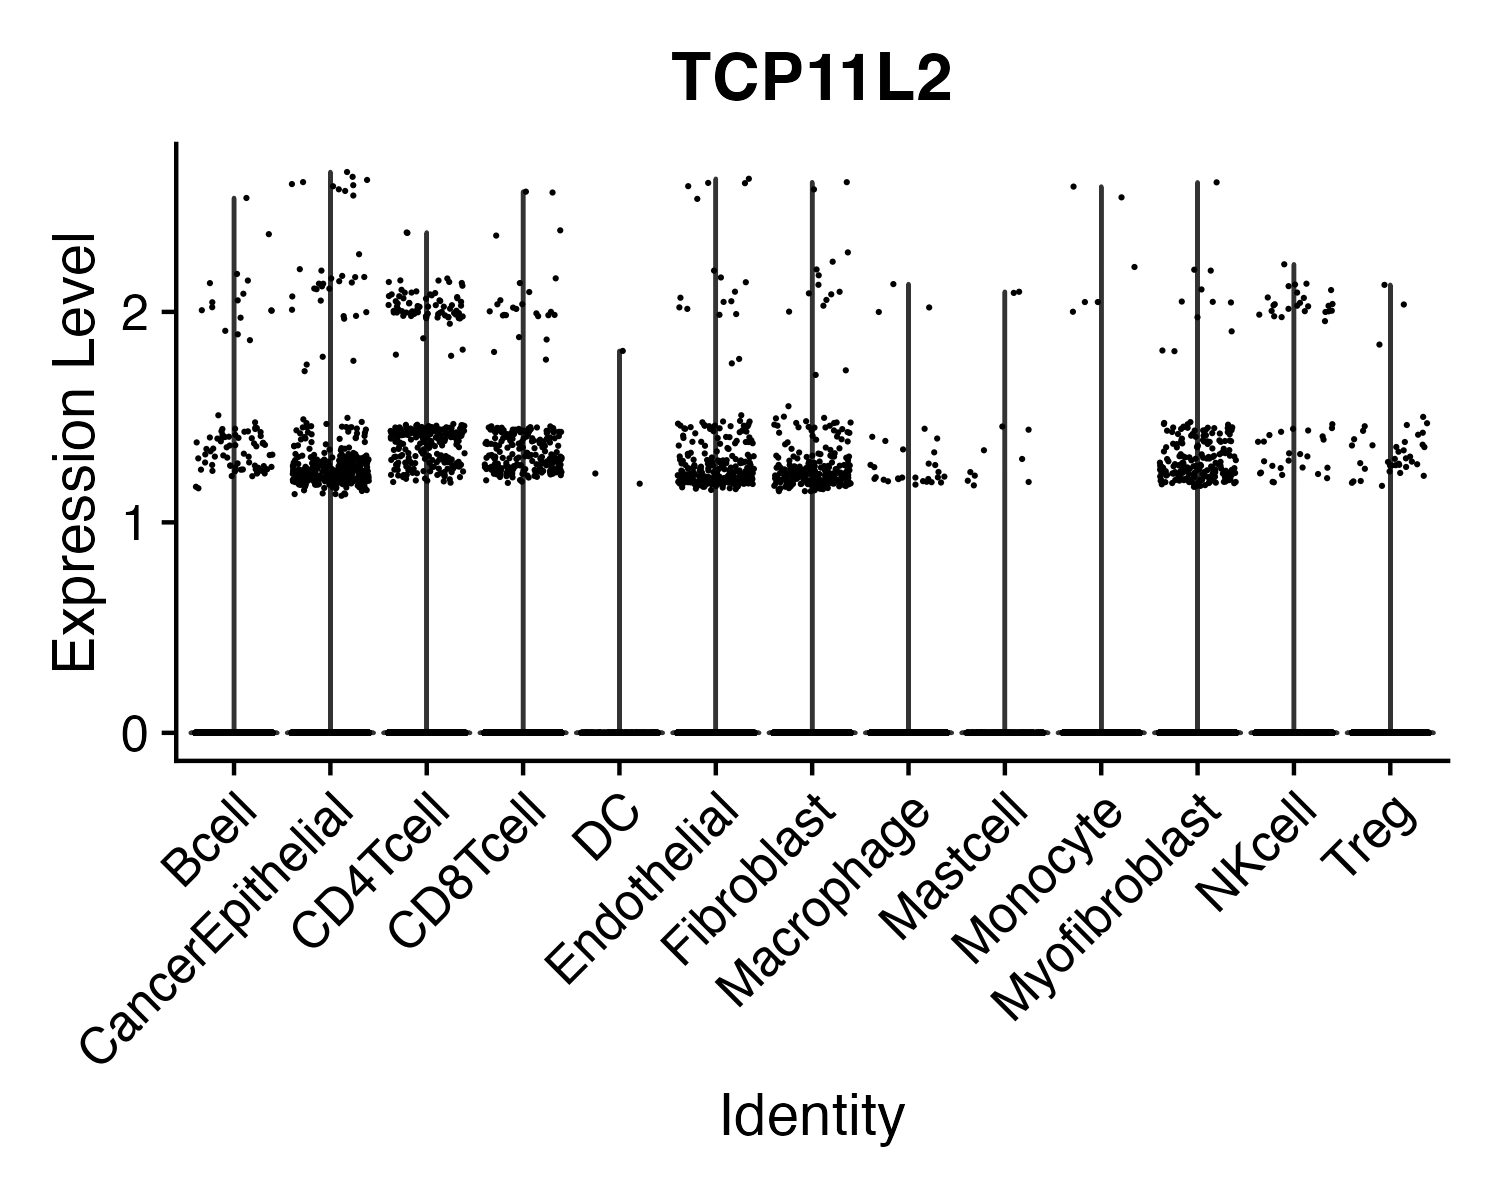 TCP11L2
Expression Level
2
1
0
Bcell
CancerEpithelial
CD4Tcell
CD8Tcell
DC
Endothelial
Fibroblast
Macrophage
Mastcell
Monocyte
Myofibroblast
NKcell
Treg
Identity